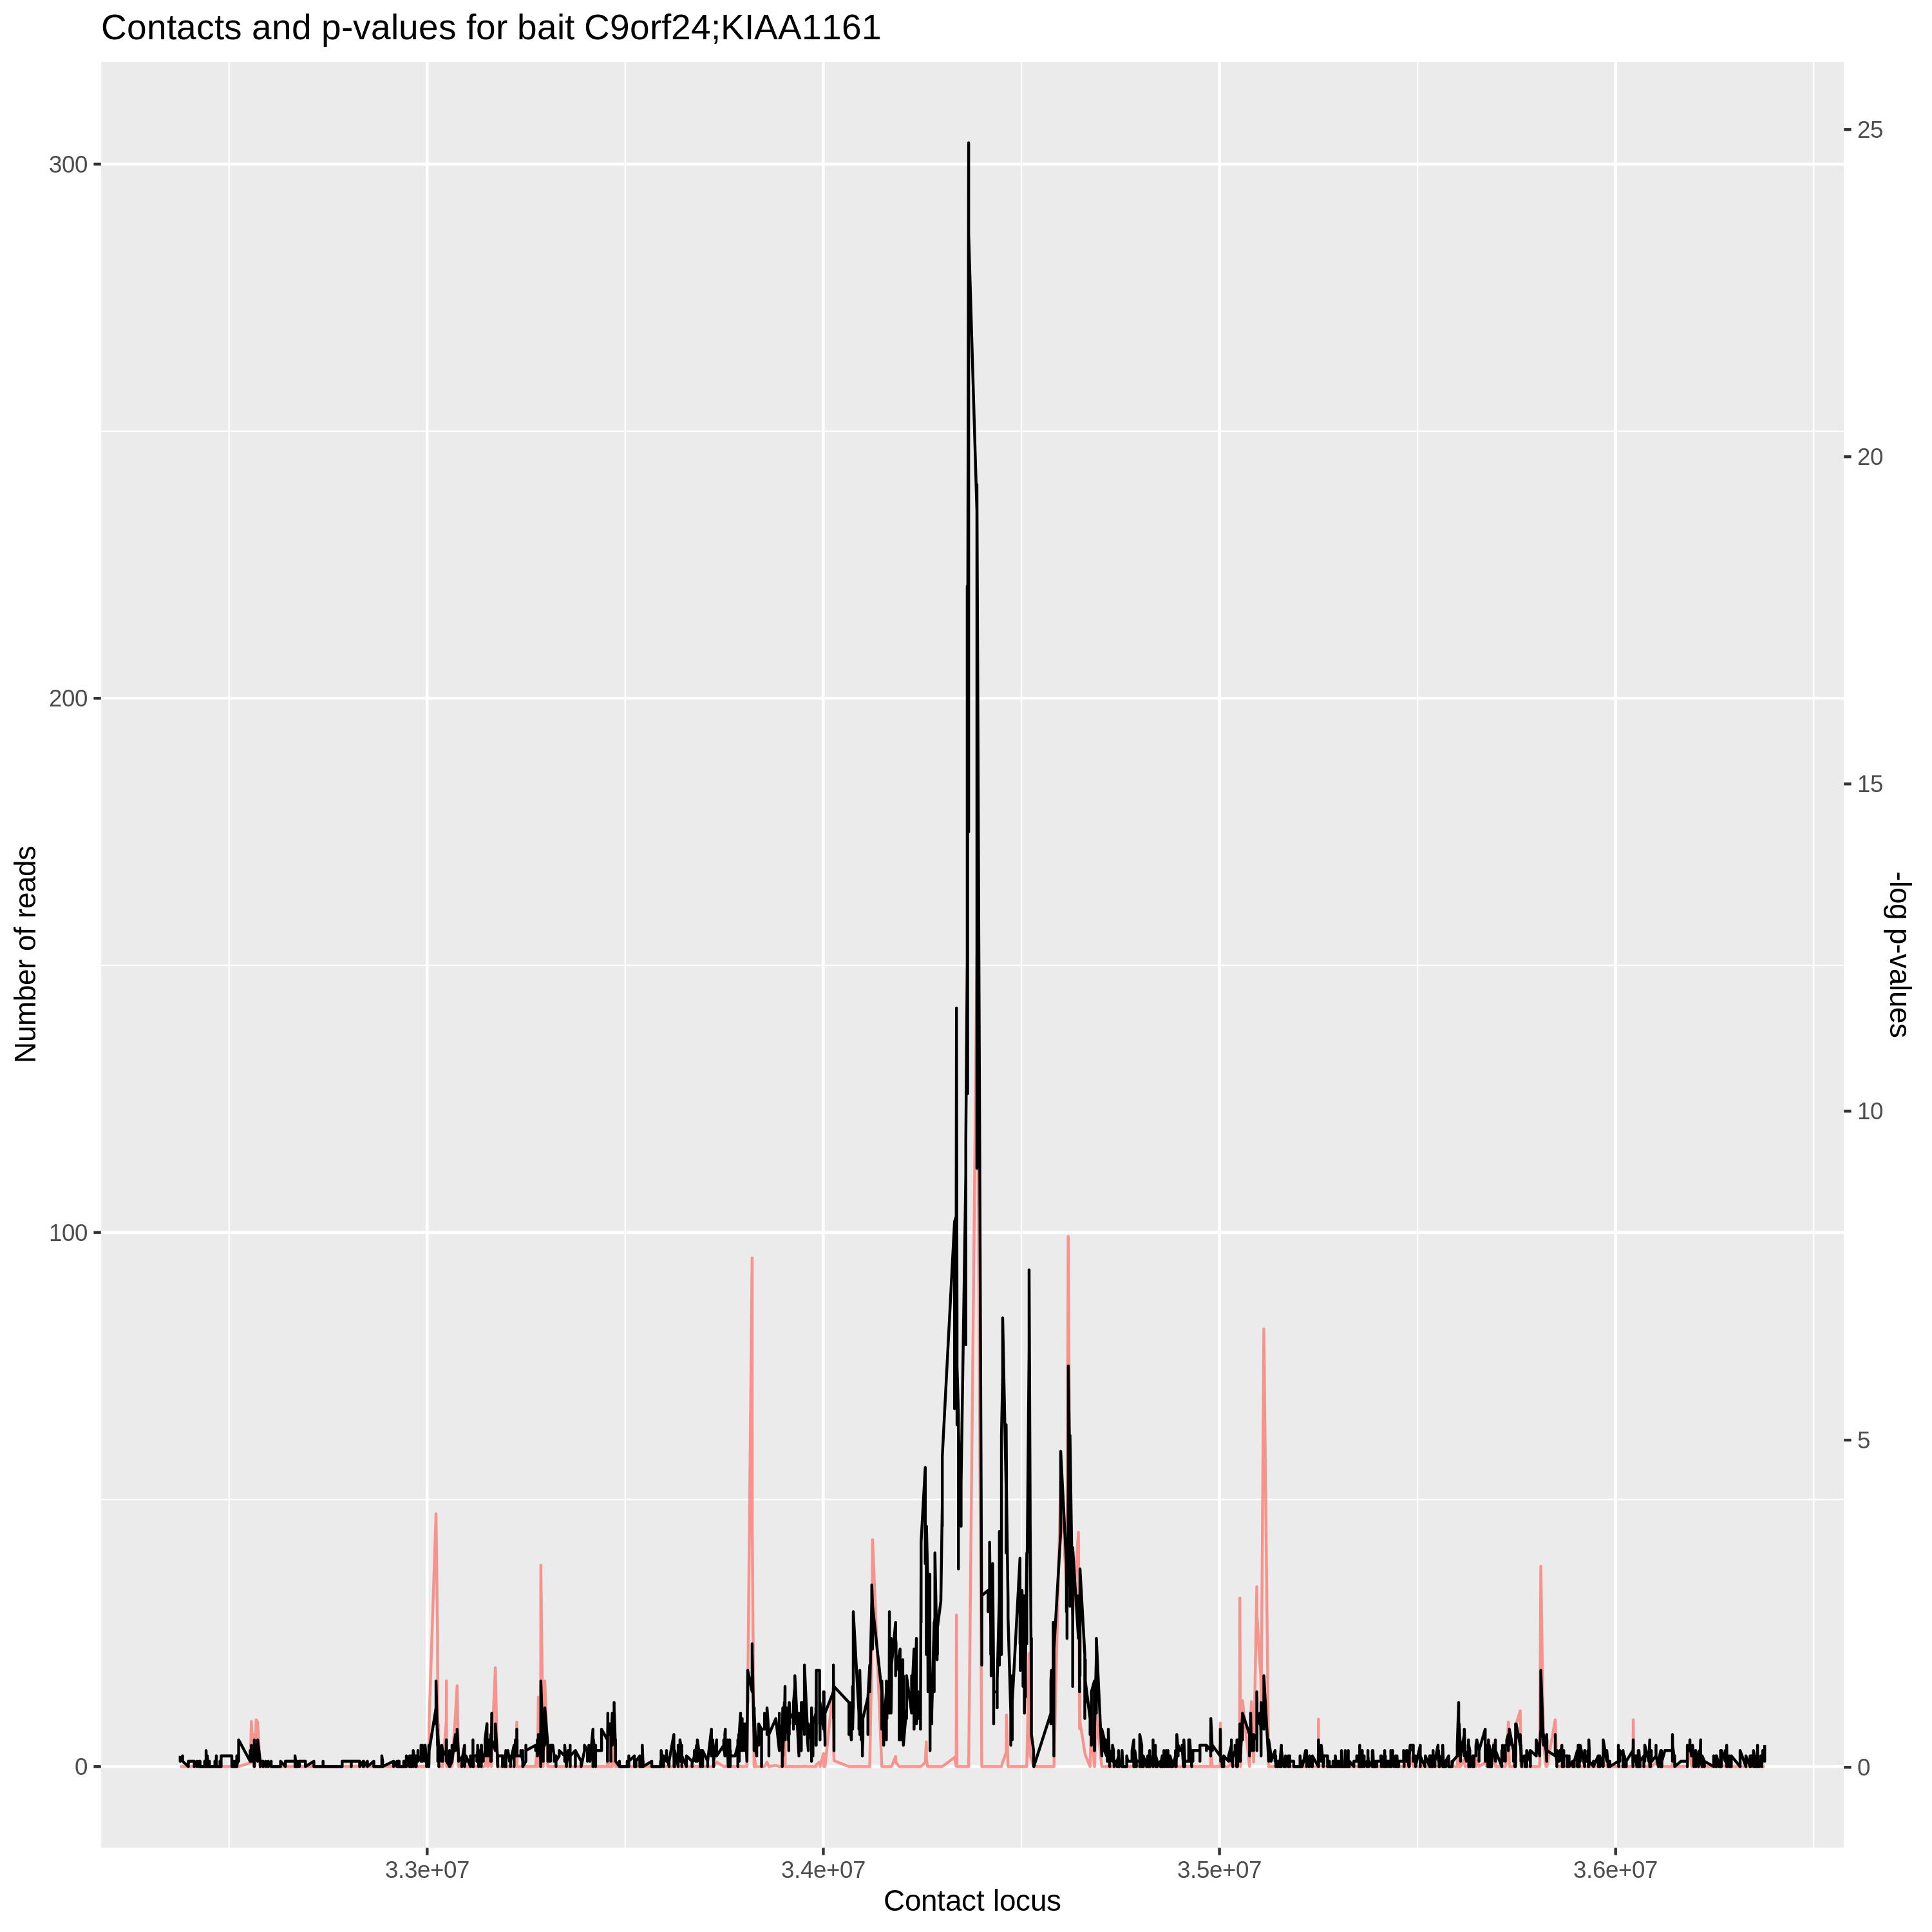 Contacts and p-values for bait C9orf24;KIAA1161
300
200
100
0
Number of reads
25
20
15
10
5
0
-log p-values
3.3e+07
3.4e+07
3.5e+07
3.6e+07
Contact locus